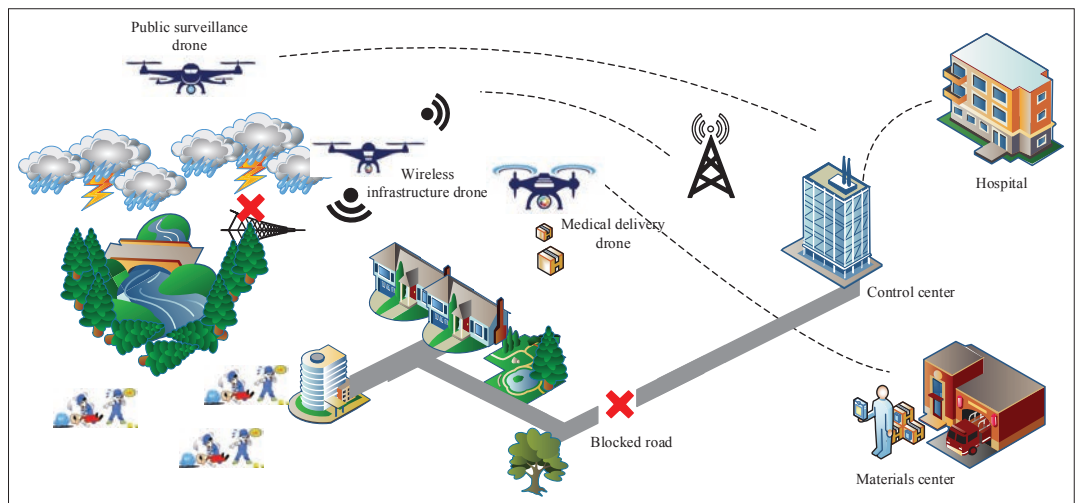 Public surveillance
drone
Wireless
infrastructure drone
Medical delivery
drone
Hospital
Control center
Blocked road
Materials center